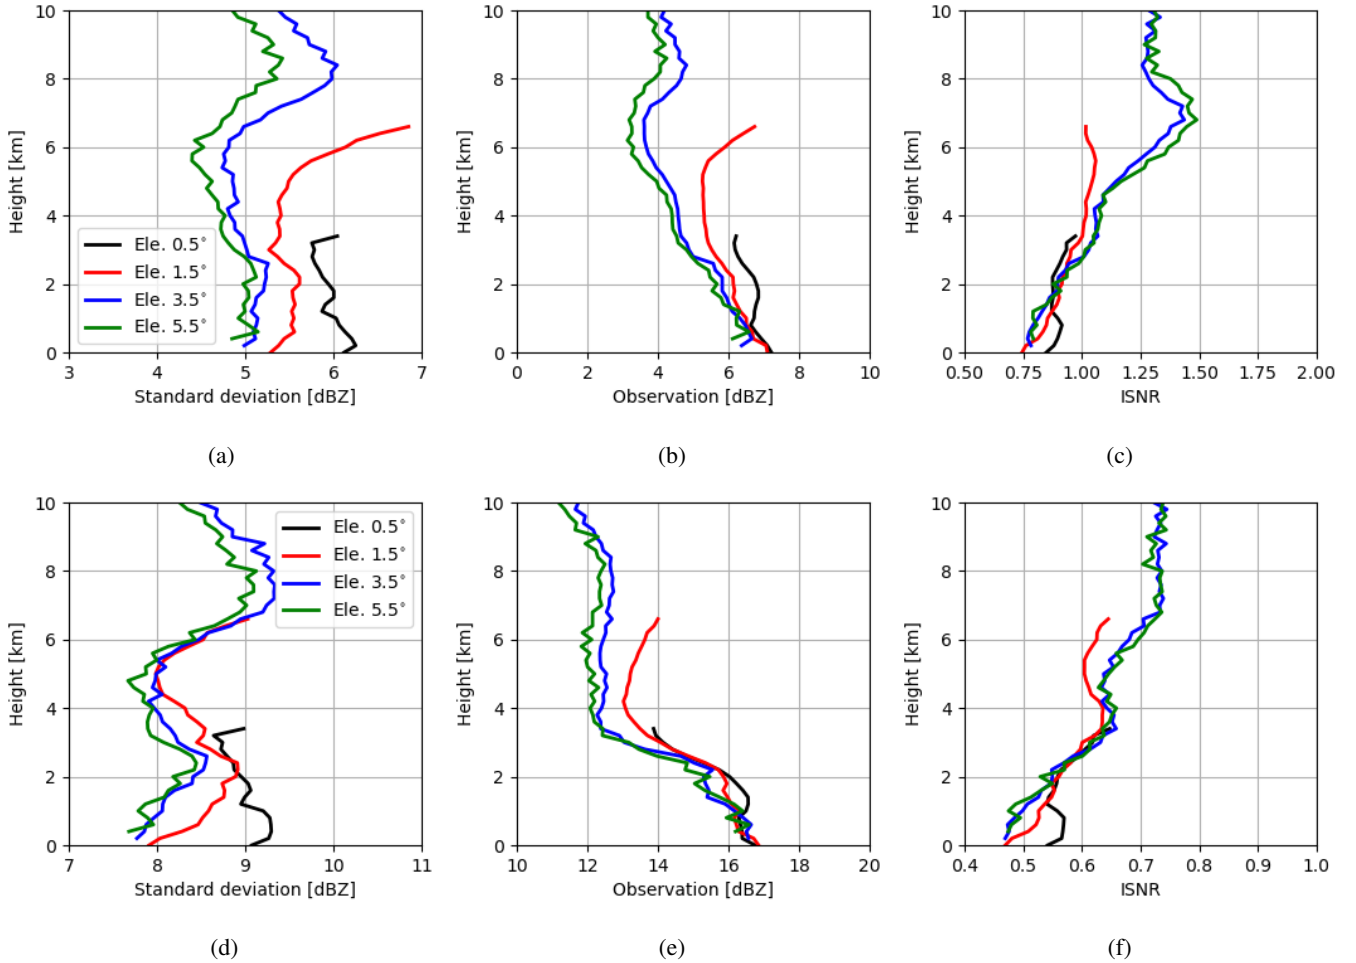 10
8
6
4
2
0
Height [km]
Ele. 0.5°
Ele. 1.5°
Ele. 3.5°
Ele. 5.5°
3 4 5 6 7
Standard deviation [dBZ]
(a)
10
8
6
4
2
0
Height [km]
0 2 4 6 8 10
Observation [dBZ]
(b)
10
8
6
4
2
0
Height [km]
0.50 0.75 1.00 1.25 1.50 1.75 2.00
ISNR
(c)
10
8
6
4
2
0
Height [km]
Ele. 0.5°
Ele. 1.5°
Ele. 3.5°
Ele. 5.5°
7 8 9 10 11
Standard deviation [dBZ]
(d)
10
8
6
4
2
0
Height [km]
10 12 14 16 18 20
Observation [dBZ]
(e)
10
8
6
4
2
0
Height [km]
0.4 0.5 0.6 0.7 0.8 0.9 1.0
ISNR
(f)